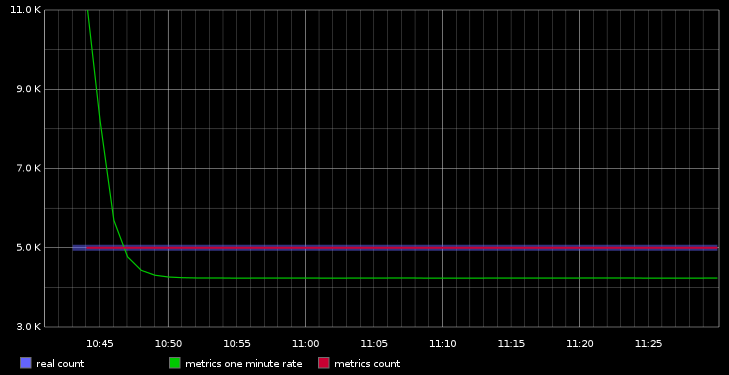 11.0 K
9.0 K
7.0 K
5.0 K
3.0 K
10:45 10:50 10:55 11:00 11:05 11:10 11:15 11:20 11:25
real count metrics one minute rate metrics count